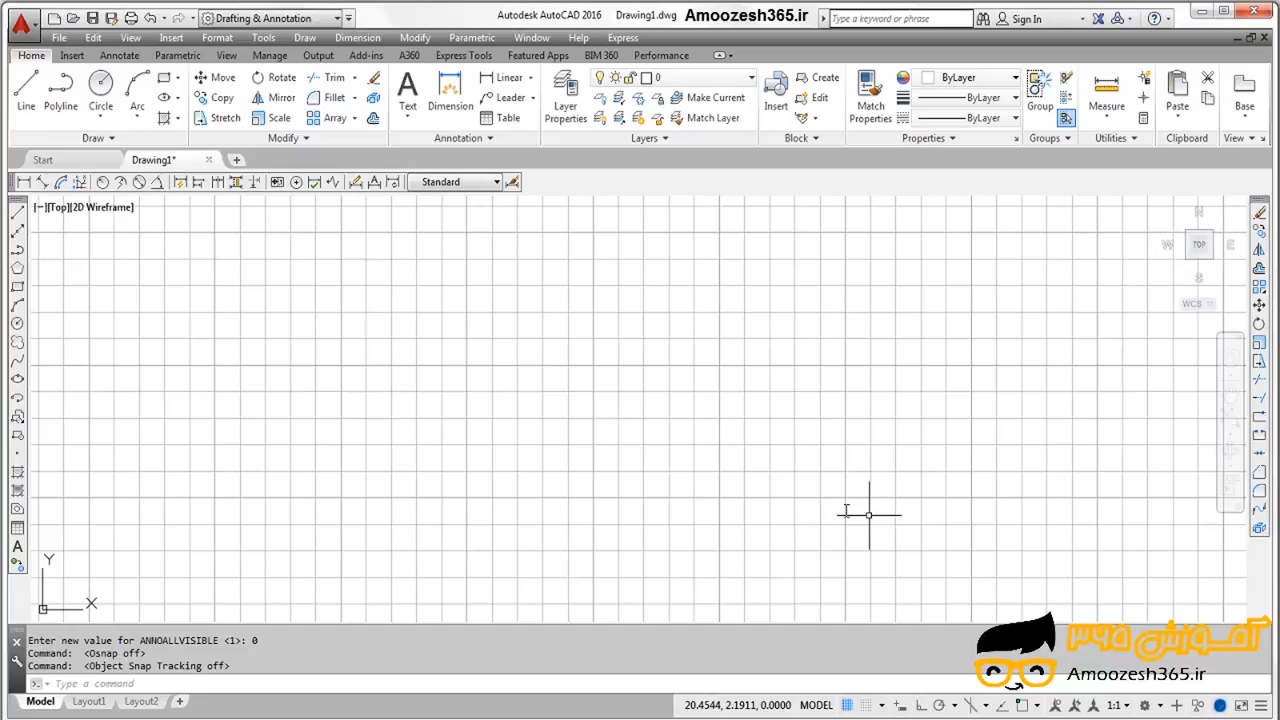 Drafting & Annotation
Autodesk AutoCAD 2016 Drawing1.dwg
Amoozesh365.ir
Type a keyword or phrase
Sign In
File Edit View Insert Format Tools Draw Dimension Modify Parametric Window Help Express
Home Insert Annotate Parametric View Manage Output Add-ins A360 Express Tools Featured Apps BIM 360 Performance
Line Polyline Circle Arc
Move Rotate Trim
Copy Mirror Fillet
Stretch Scale Array
Text Dimension
Linear
Leader
Table
Layer Properties
0
Make Current
Match Layer
Insert
Create
Edit
Match Properties
ByLayer
ByLayer
ByLayer
Group
Measure
Paste
Base
Draw Modify Annotation Layers Block Properties Groups Utilities Clipboard View
Start Drawing1*
Standard
[−][Top][2D Wireframe]
N
W TOP E
S
WCS
Y
X
Enter new value for ANNOALLVISIBLE <1>: 0
Command: <Osnap off>
Command: <Object Snap Tracking off>
Type a command
آموزش ۳۶۵
Amoozesh365.ir
Model Layout1 Layout2
20.4544, 2.1911, 0.0000 MODEL
1:1